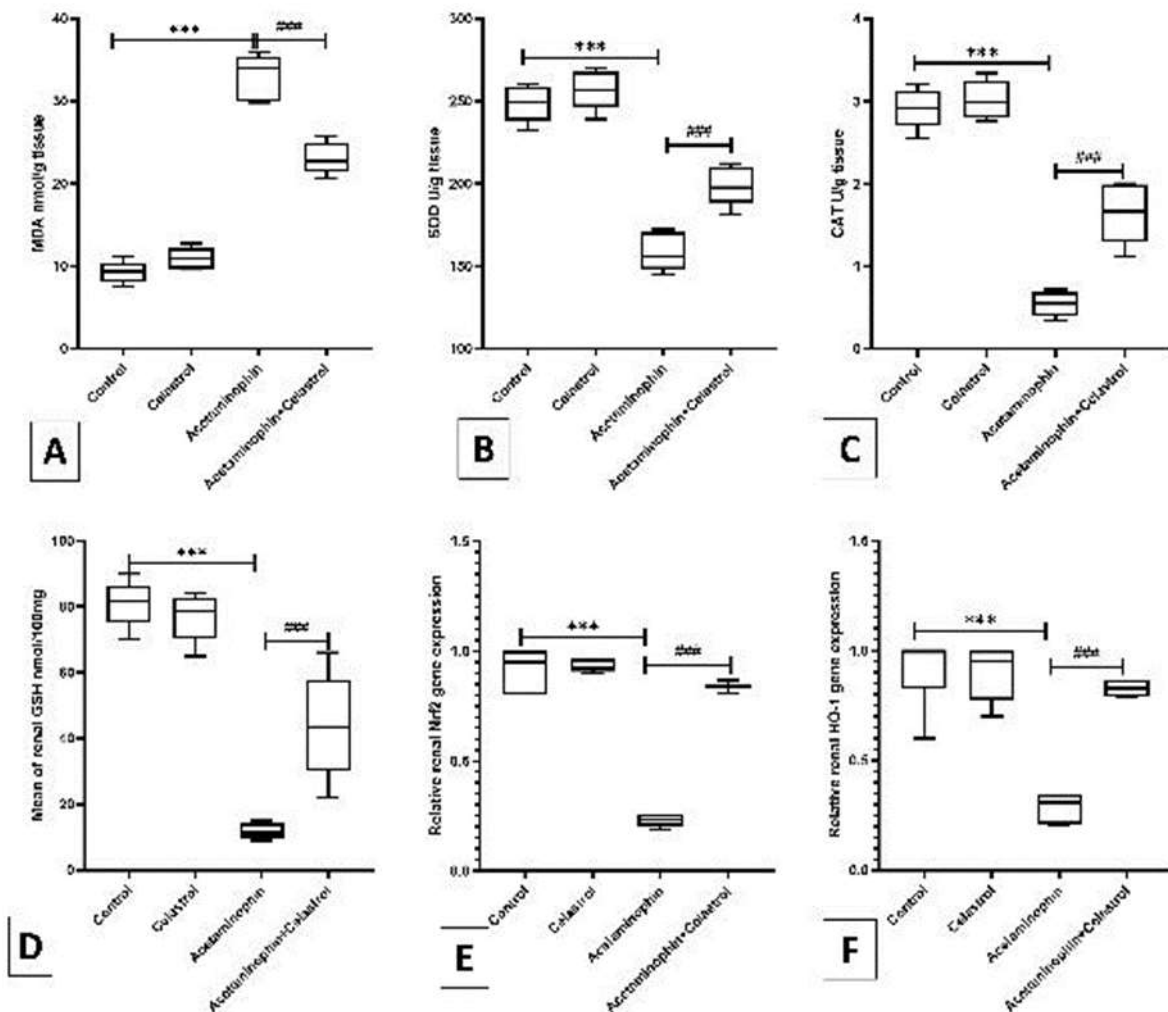 MDA nmol/g tissue
40
30
20
10
0
***
###
Control
Celastrol
Acetaminophin
Acetaminophin+Celastrol
A
SOD U/g tissue
300
250
200
150
100
***
###
Control
Celastrol
Acetaminophin
Acetaminophin+Celastrol
B
CAT U/g tissue
4
3
2
1
0
***
###
Control
Celastrol
Acetaminophin
Acetaminophin+Celastrol
C
Mean of renal GSH nmol/100mg
100
80
60
40
20
0
***
###
Control
Celastrol
Acetaminophin
Acetaminophin+Celastrol
D
Relative renal Nrf2 gene expression
1.5
1.0
0.5
0.0
***
###
Control
Celastrol
Acetaminophin
Acetaminophin+Celastrol
E
Relative renal HO-1 gene expression
1.0
0.5
0.0
***
###
Control
Celastrol
Acetaminophin
Acetaminophin+Celastrol
F